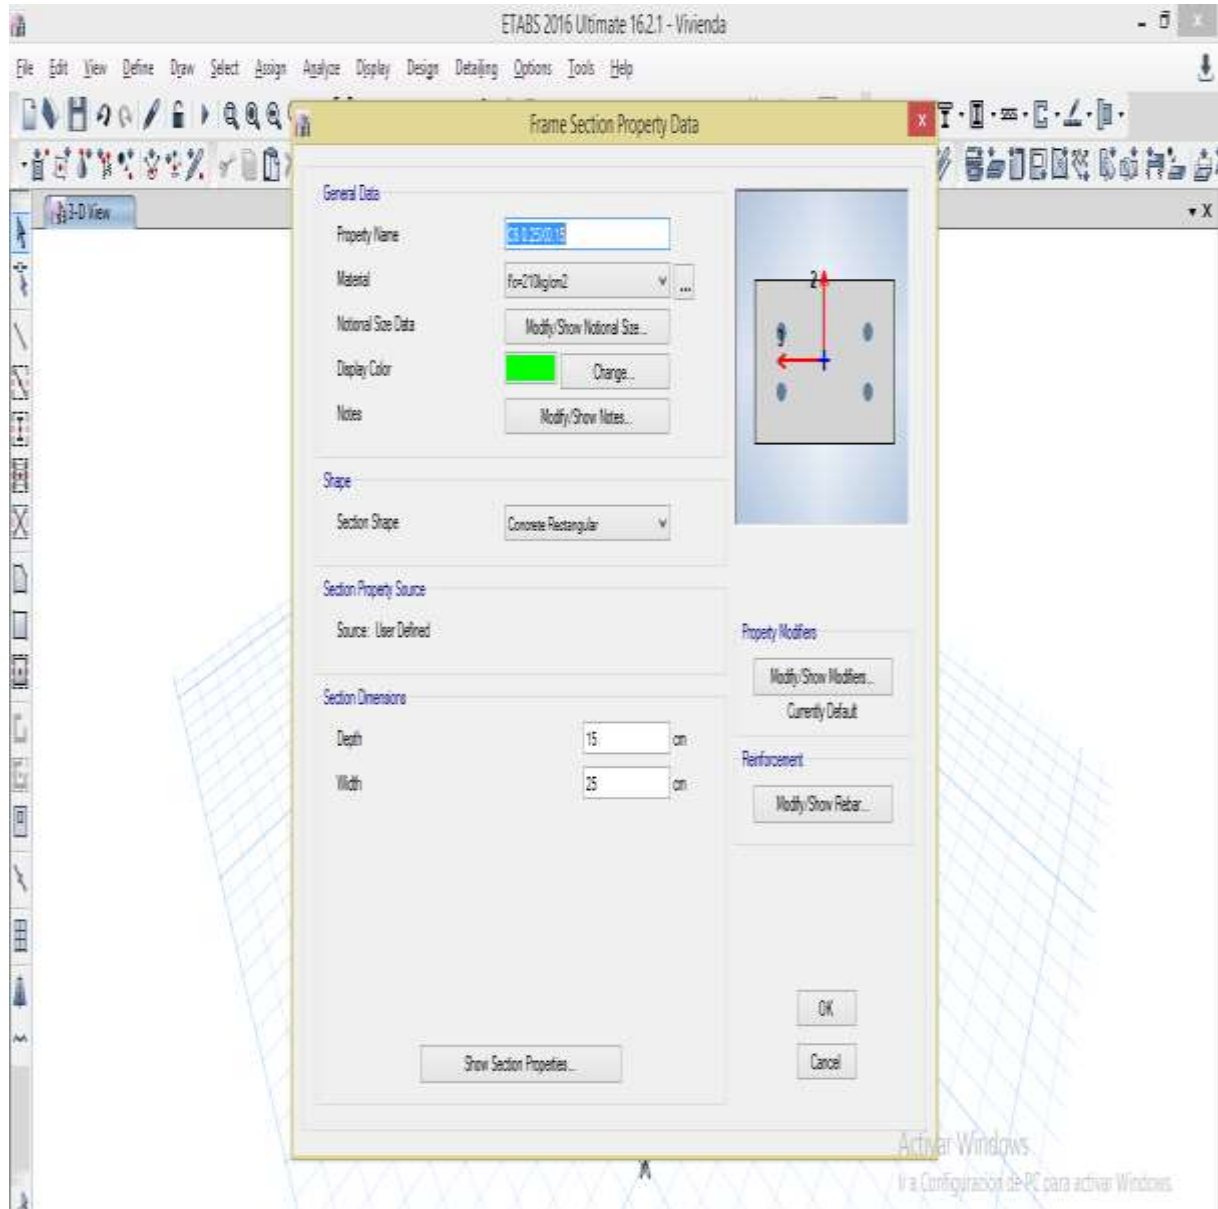 ETABS 2016 Ultimate 16.2.1 - Vivienda
File Edit View Define Draw Select Assign Analyze Display Design Detailing Options Tools Help
Frame Section Property Data
3-D View
General Data
Property Name
Material f'c=210kg/cm2 ...
Notional Size Data Modify/Show Notional Size...
Display Color Change...
Notes Modify/Show Notes...
2
3
Shape
Section Shape Concrete Rectangular
Section Property Source
Source: User Defined
Property Modifiers
Modify/Show Modifiers...
Currently Default
Section Dimensions
Depth 15 cm
Width 25 cm
Reinforcement
Modify/Show Rebar...
OK
Show Section Properties...
Cancel
Activar Windows
Ir a Configuración de PC para activar Windows.